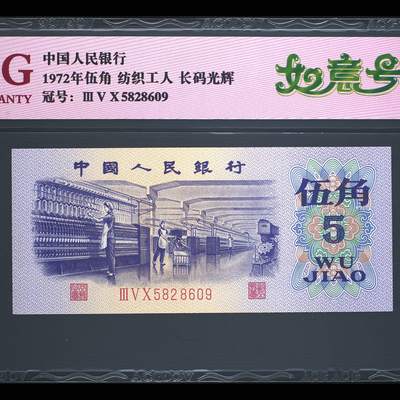 G
ANTY
中国人民银行
1972年伍角 纺织工人 长码光辉
冠号：ⅢⅤⅩ5828609
如意号
中國人民銀行
伍角
5
WU
JIAO
ⅢⅤⅩ5828609